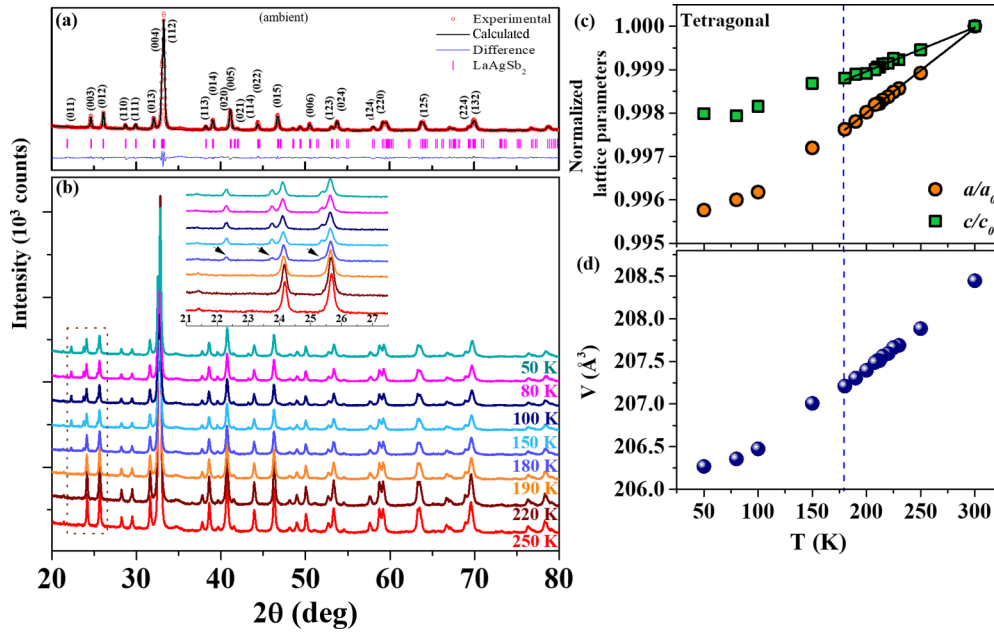 (a)
(ambient)
Experimental
Calculated
Difference
LaAgSb2
(011)
(003)
(012)
(110)
(111)
(013)
(004)
(112)
(113)
(014)
(020)
(005)
(021)
(114)
(022)
(015)
(006)
(123)
(024)
(124)
(220)
(125)
(224)
(132)
Intensity (10³ counts)
(b)
21 22 23 24 25 26 27
50 K
80 K
100 K
150 K
180 K
190 K
220 K
250 K
20 30 40 50 60 70 80
2θ (deg)
(c)
Tetragonal
Normalized
lattice parameters
1.000
0.999
0.998
0.997
0.996
0.995
a/a₀
c/c₀
(d)
V (Å³)
208.5
208.0
207.5
207.0
206.5
206.0
50 100 150 200 250 300
T (K)